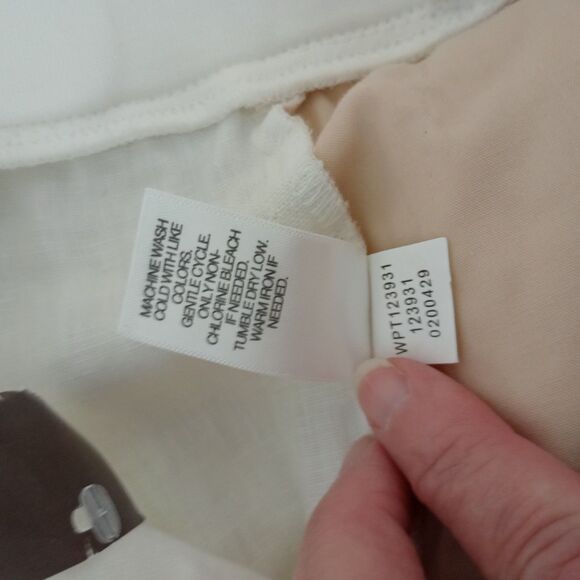 MACHINE WASH
COLD WITH LIKE
COLORS.
GENTLE CYCLE.
ONLY NON-
CHLORINE BLEACH
IF NEEDED.
TUMBLE DRY LOW.
WARM IRON IF
NEEDED.
WPT123931
123931
0200429